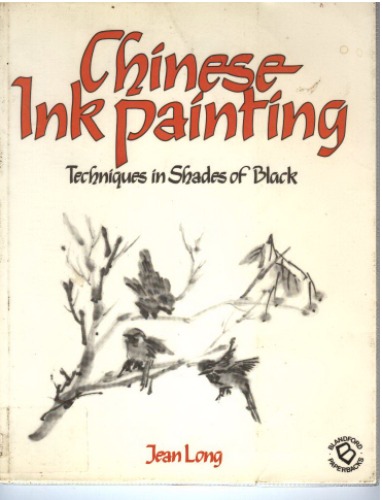 Chinese
Ink Painting
Techniques in Shades of Black
Jean Long
BLANDFORD
PAPERBACKS